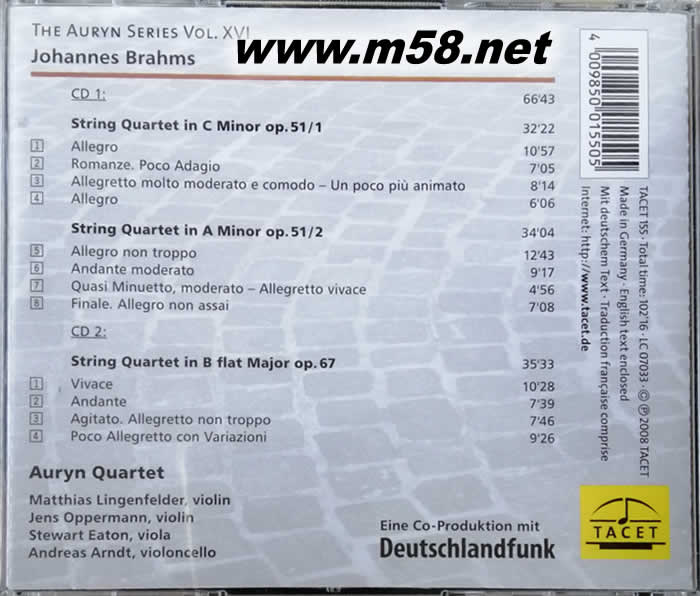 THE AURYN SERIES VOL. XVI
www.m58.net
Johannes Brahms
CD 1: 66'43
String Quartet in C Minor op.51/1 32'22
1 Allegro 10'57
2 Romanze. Poco Adagio 7'05
3 Allegretto molto moderato e comodo – Un poco più animato 8'14
4 Allegro 6'06
String Quartet in A Minor op.51/2 34'04
5 Allegro non troppo 12'43
6 Andante moderato 9'17
7 Quasi Minuetto, moderato – Allegretto vivace 4'56
8 Finale. Allegro non assai 7'08
CD 2:
String Quartet in B flat Major op.67 35'33
1 Vivace 10'28
2 Andante 7'39
3 Agitato. Allegretto non troppo 7'46
4 Poco Allegretto con Variazioni 9'26
Auryn Quartet
Matthias Lingenfelder, violin
Jens Oppermann, violin
Stewart Eaton, viola
Andreas Arndt, violoncello
Eine Co-Produktion mit
Deutschlandfunk
4 009850 015505
TACET 155 · Total time: 102'16 · LC 07033 · © ℗ 2008 TACET
Made in Germany · English text enclosed
Mit deutschem Text · Traduction française comprise
Internet: http://www.tacet.de
TACET